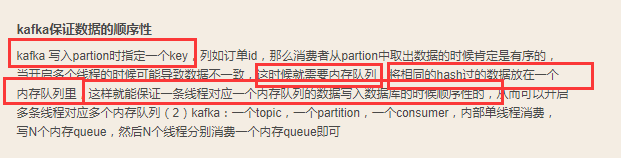 kafka保证数据的顺序性
kafka 写入partion时指定一个key，列如订单id，那么消费者从partion中取出数据的时候肯定是有序的，
当开启多个线程的时候可能导致数据不一致，这时候就需要内存队列，将相同的hash过的数据放在一个
内存队列里，这样就能保证一条线程对应一个内存队列的数据写入数据库的时候顺序性的，从而可以开启
多条线程对应多个内存队列（2）kafka：一个topic，一个partition，一个consumer，内部单线程消费，
写N个内存queue，然后N个线程分别消费一个内存queue即可